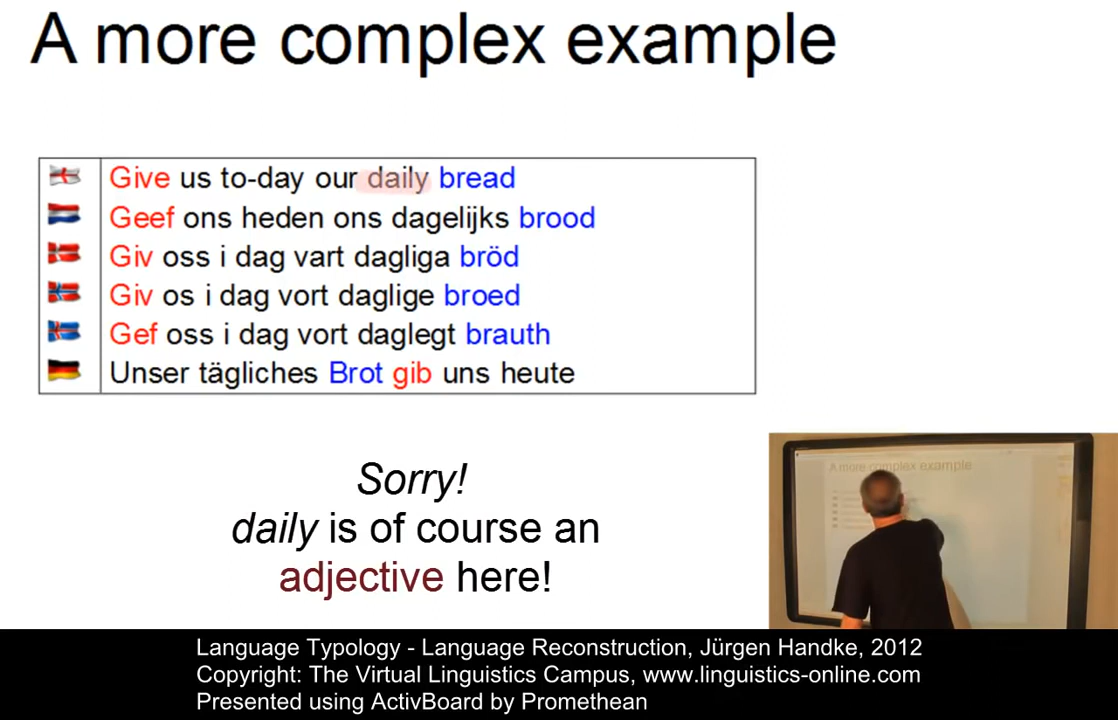 A more complex example
Give us to-day our daily bread
Geef ons heden ons dagelijks brood
Giv oss i dag vart dagliga bröd
Giv os i dag vort daglige broed
Gef oss i dag vort daglegt brauth
Unser tägliches Brot gib uns heute
Sorry!
daily is of course an
adjective here!
A more complex example
Language Typology - Language Reconstruction, Jürgen Handke, 2012
Copyright: The Virtual Linguistics Campus, www.linguistics-online.com
Presented using ActivBoard by Promethean